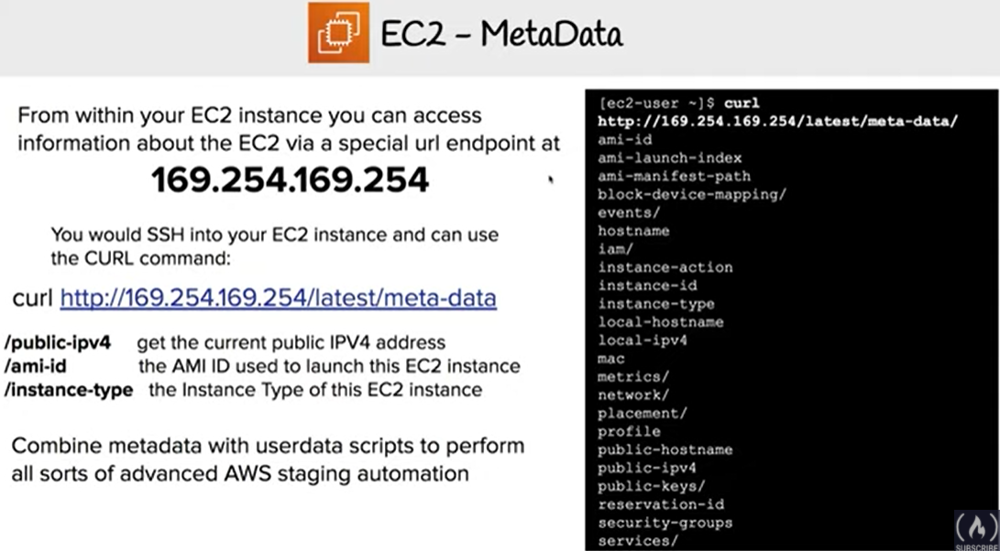 EC2 - MetaData
From within your EC2 instance you can access
information about the EC2 via a special url endpoint at
169.254.169.254
You would SSH into your EC2 instance and can use
the CURL command:
curl http://169.254.169.254/latest/meta-data
/public-ipv4 get the current public IPV4 address
/ami-id the AMI ID used to launch this EC2 instance
/instance-type the Instance Type of this EC2 instance
Combine metadata with userdata scripts to perform
all sorts of advanced AWS staging automation
[ec2-user ~]$ curl
http://169.254.169.254/latest/meta-data/
ami-id
ami-launch-index
ami-manifest-path
block-device-mapping/
events/
hostname
iam/
instance-action
instance-id
instance-type
local-hostname
local-ipv4
mac
metrics/
network/
placement/
profile
public-hostname
public-ipv4
public-keys/
reservation-id
security-groups
services/
SUBSCRIBE